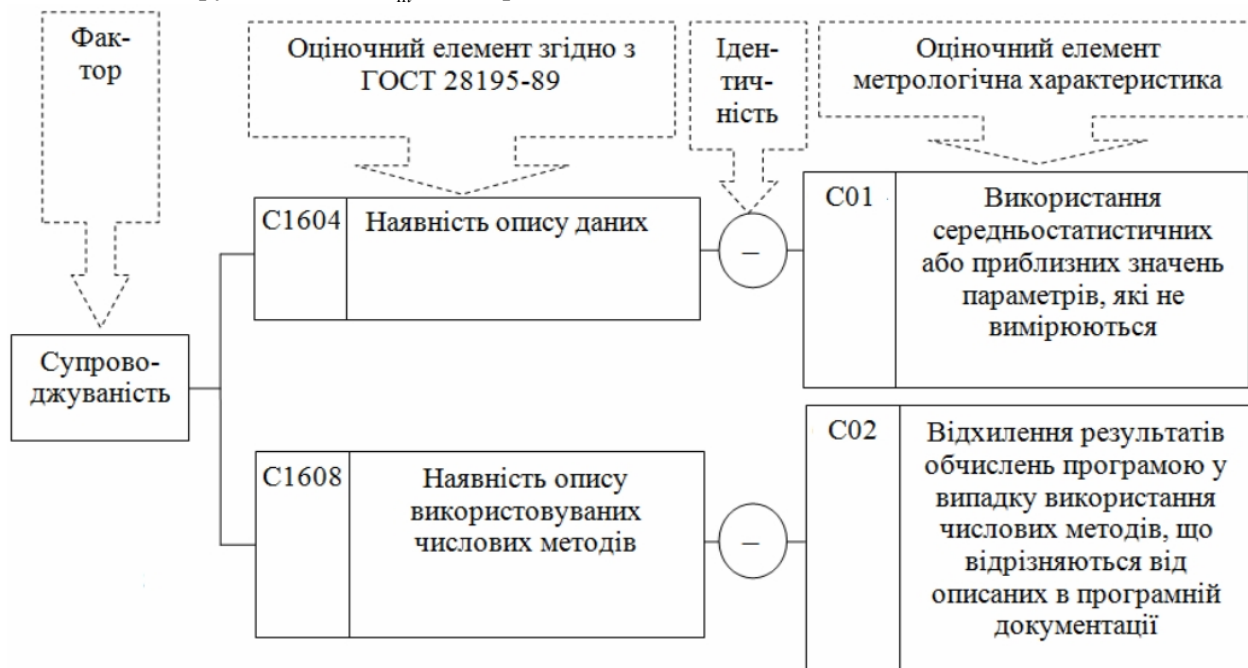 Фак-
тор
Оціночний елемент згідно з
ГОСТ 28195-89
Іден-
тич-
ність
Оціночний елемент
метрологічна характеристика
Супрово-
джуваність
С1604
Наявність опису даних
–
С01
Використання
середньостатистичних
або приблизних значень
параметрів, які не
вимірюються
С1608
Наявність опису
використовуваних
числових методів
–
С02
Відхилення результатів
обчислень програмою у
випадку використання
числових методів, що
відрізняються від
описаних в програмній
документації